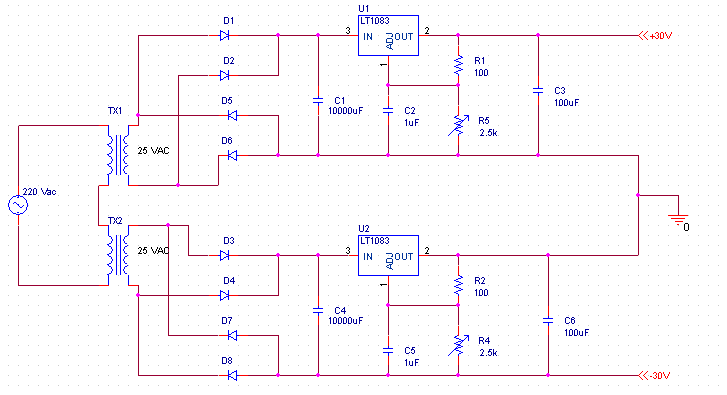 U1
D1
LT1083
3 IN OUT 2
ADJ
1
+30V
D2
R1
100
TX1
D5
C1
10000uF
C2
1uF
R5
2.5k
C3
100uF
D6
25 VAC
220 Vac
0
TX2
25 VAC
U2
D3
LT1083
3 IN OUT 2
ADJ
1
D4
R2
100
C4
10000uF
D7
C5
1uF
R4
2.5k
C6
100uF
D8
-30V